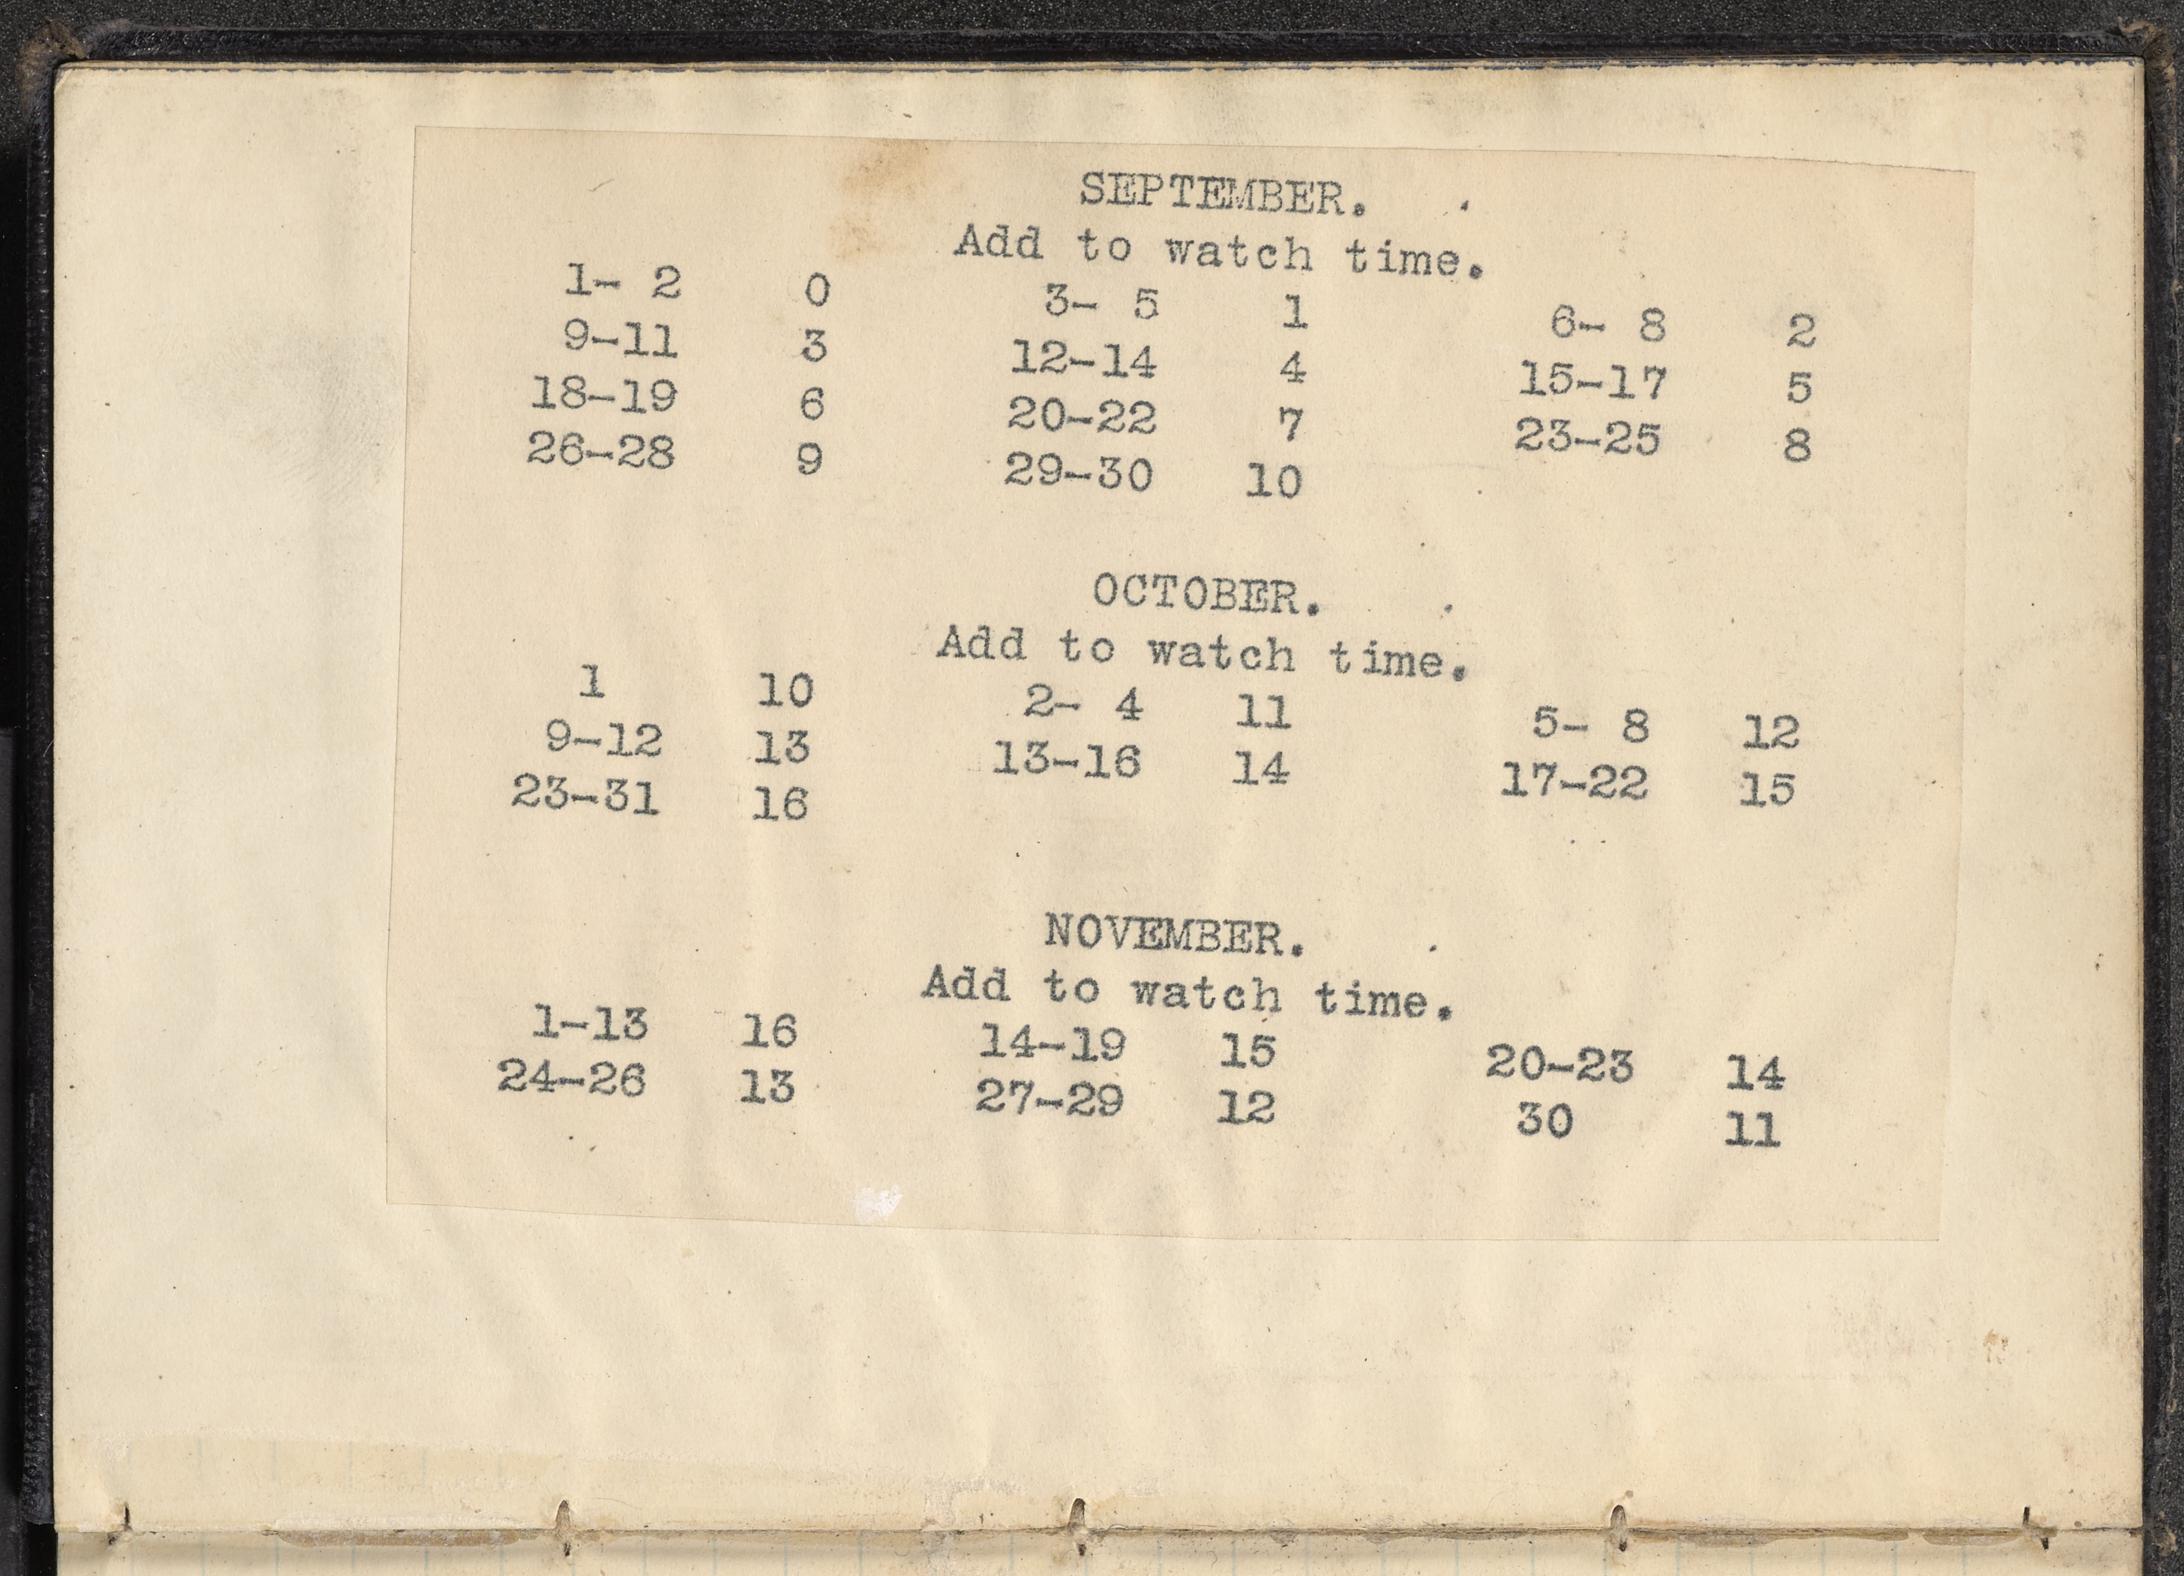 SEPTEMBER.
Add to watch time.
1- 2 0 3- 5 1 6- 8 2
9-11 3 12-14 4 15-17 5
18-19 6 20-22 7 23-25 8
26-28 9 29-30 10
OCTOBER.
Add to watch time.
1 10 2- 4 11 5- 8 12
9-12 13 13-16 14 17-22 15
23-31 16
NOVEMBER.
Add to watch time.
1-13 16 14-19 15 20-23 14
24-26 13 27-29 12 30 11